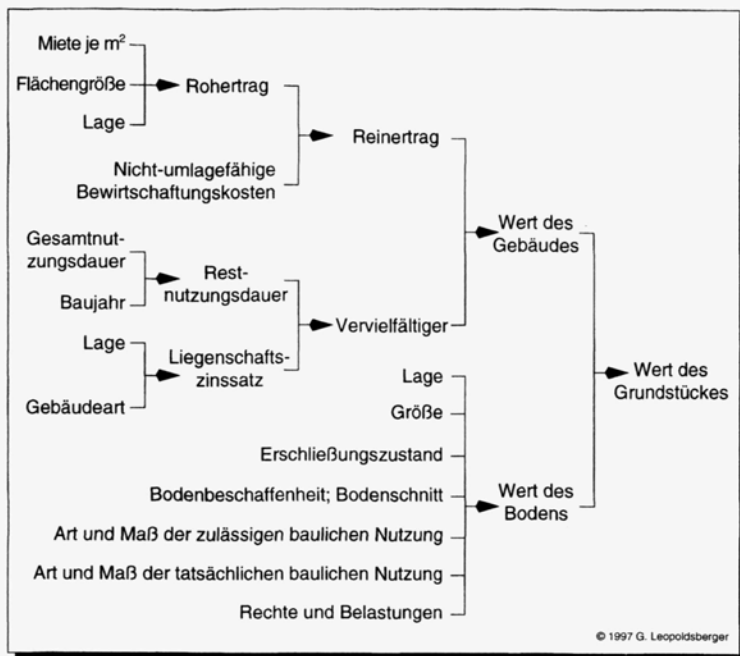 Miete je m²
Flächengröße
Rohertrag
Lage
Reinertrag
Nicht-umlagefähige
Bewirtschaftungskosten
Wert des
Gebäudes
Gesamtnut-
zungsdauer
Rest-
nutzungsdauer
Baujahr
Vervielfältiger
Lage
Liegenschafts-
zinssatz
Gebäudeart
Wert des
Grundstückes
Lage
Größe
Erschließungszustand
Bodenbeschaffenheit; Bodenschnitt
Wert des
Bodens
Art und Maß der zulässigen baulichen Nutzung
Art und Maß der tatsächlichen baulichen Nutzung
Rechte und Belastungen
© 1997 G. Leopoldsberger